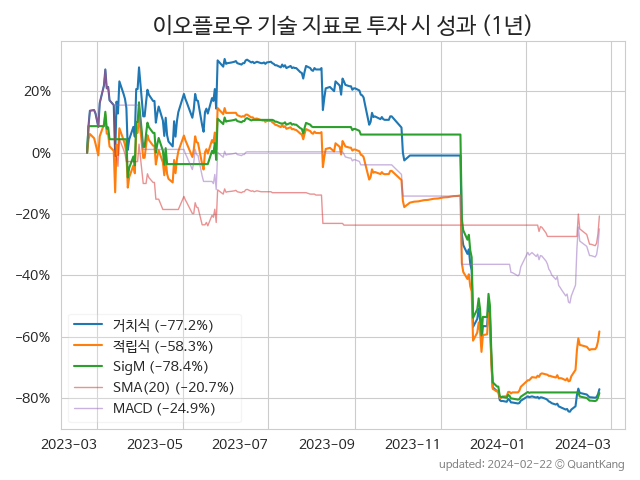 이오플로우 기술 지표로 투자 시 성과 (1년)
20%
0%
−20%
−40%
−60%
−80%
거치식 (−77.2%)
적립식 (−58.3%)
SigM (−78.4%)
SMA(20) (−20.7%)
MACD (−24.9%)
2023-03 2023-05 2023-07 2023-09 2023-11 2024-01 2024-03
updated: 2024-02-22 © QuantKang